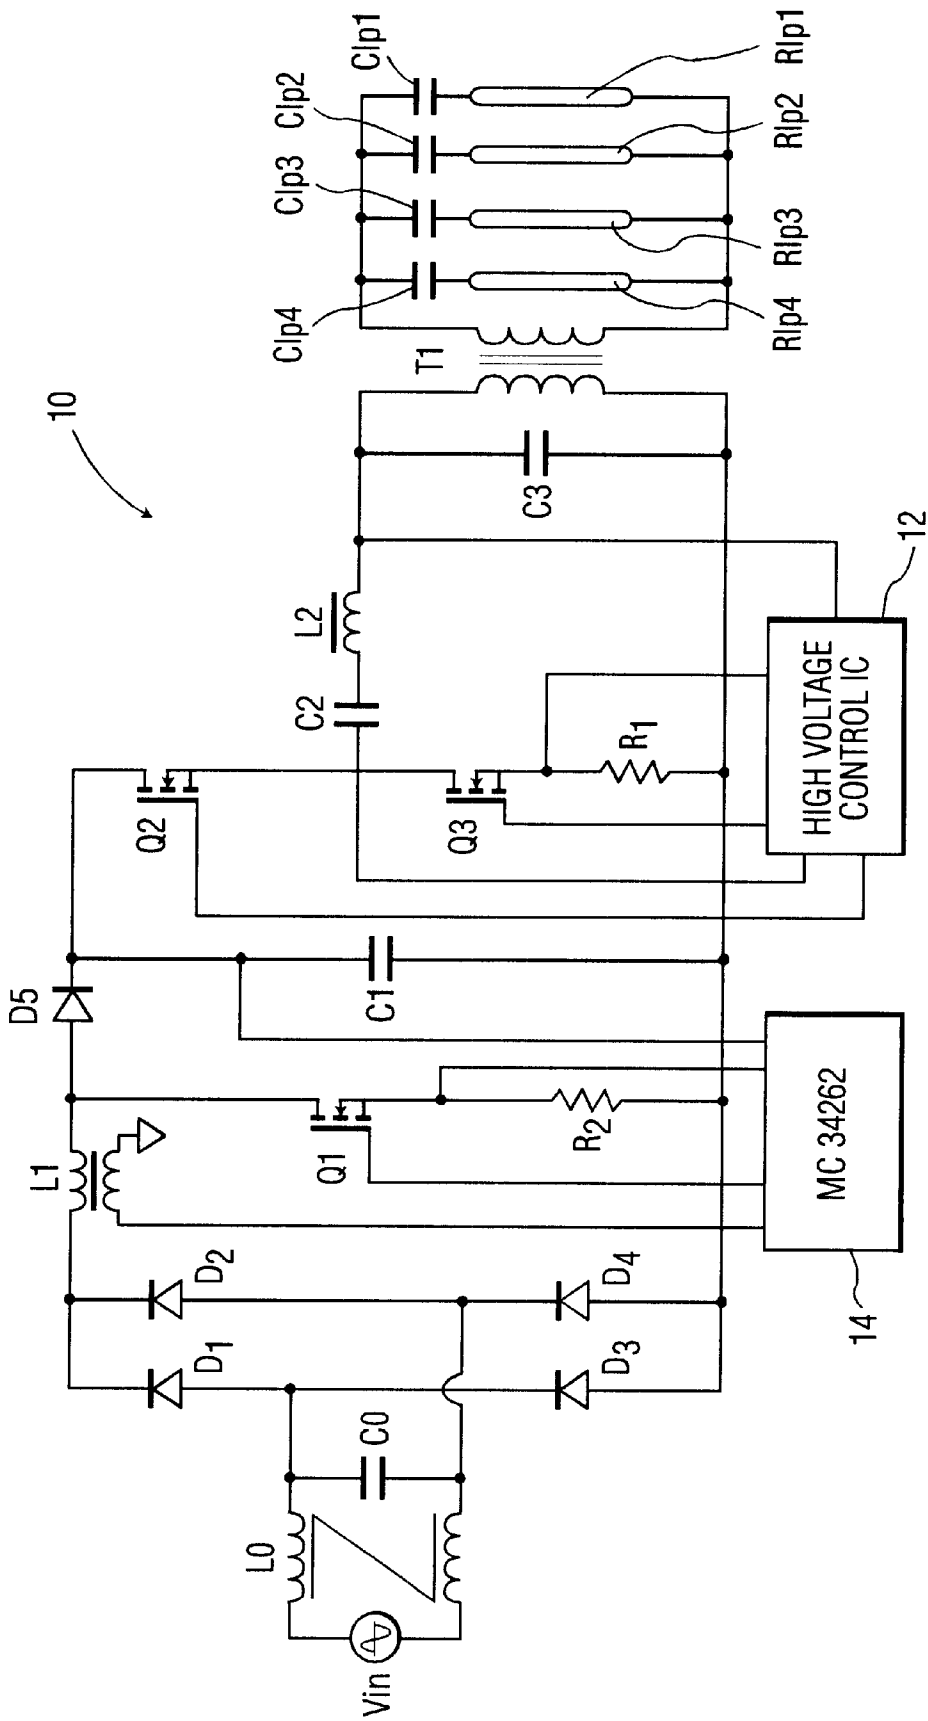 10
Vin
L0
C0
D1
D2
D3
D4
L1
D5
Q1
R2
C1
MC 34262
14
Q2
Q3
R1
C2
L2
C3
HIGH VOLTAGE
CONTROL IC
12
T1
Clp4
Clp3
Clp2
Clp1
Rlp4
Rlp3
Rlp2
Rlp1